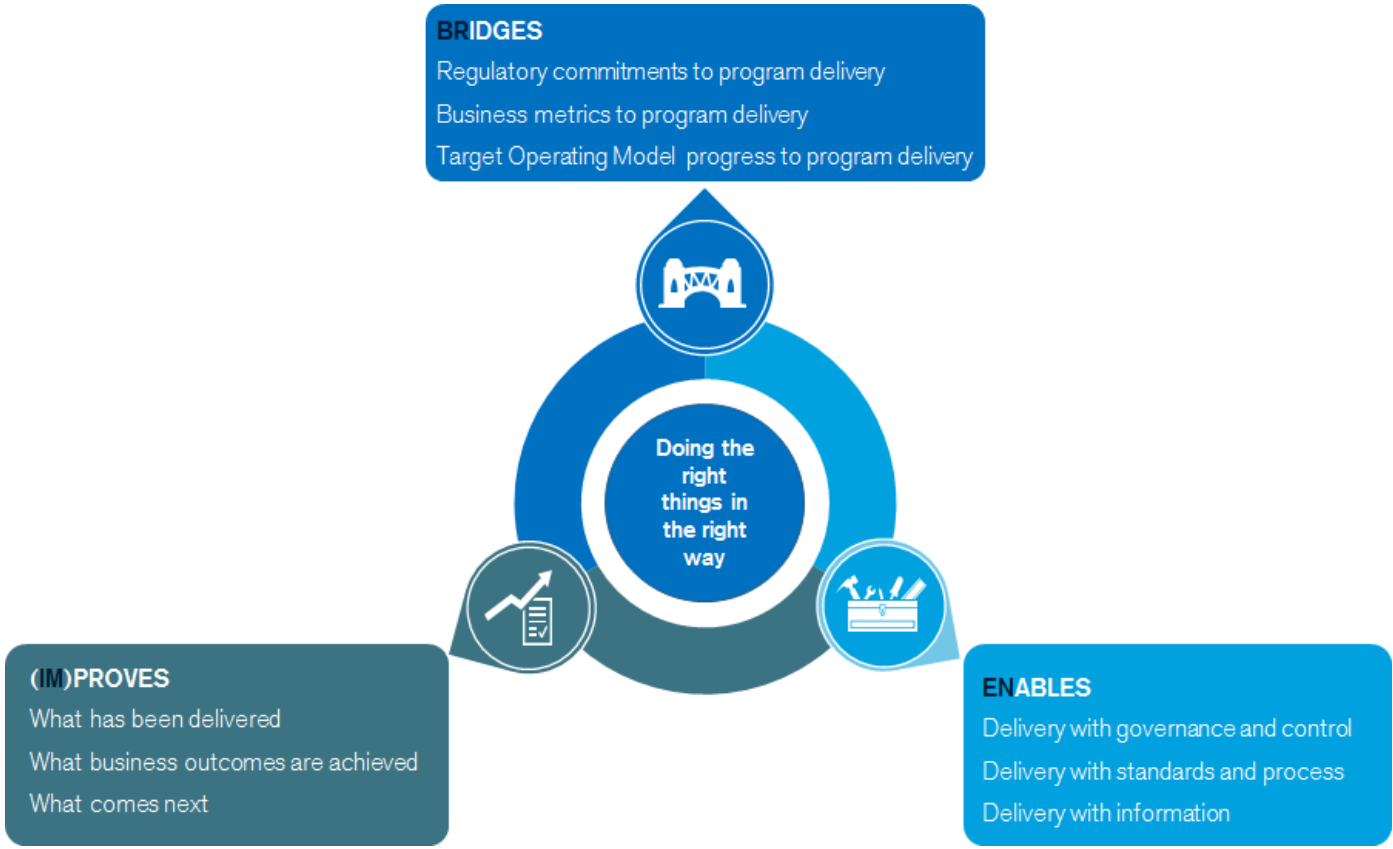 BRIDGES
Regulatory commitments to program delivery
Business metrics to program delivery
Target Operating Model progress to program delivery
Doing the
right
things in
the right
way
(IM)PROVES
What has been delivered
What business outcomes are achieved
What comes next
ENABLES
Delivery with governance and control
Delivery with standards and process
Delivery with information